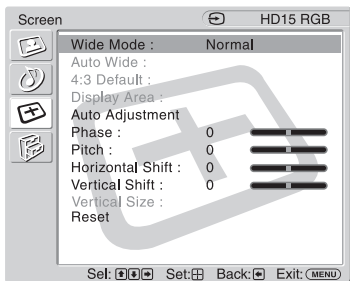 Screen HD15 RGB
Wide Mode : Normal
Auto Wide :
4:3 Default :
Display Area :
Auto Adjustment
Phase : 0
Pitch : 0
Horizontal Shift : 0
Vertical Shift : 0
Vertical Size :
Reset
Sel: Set: Back: Exit: MENU